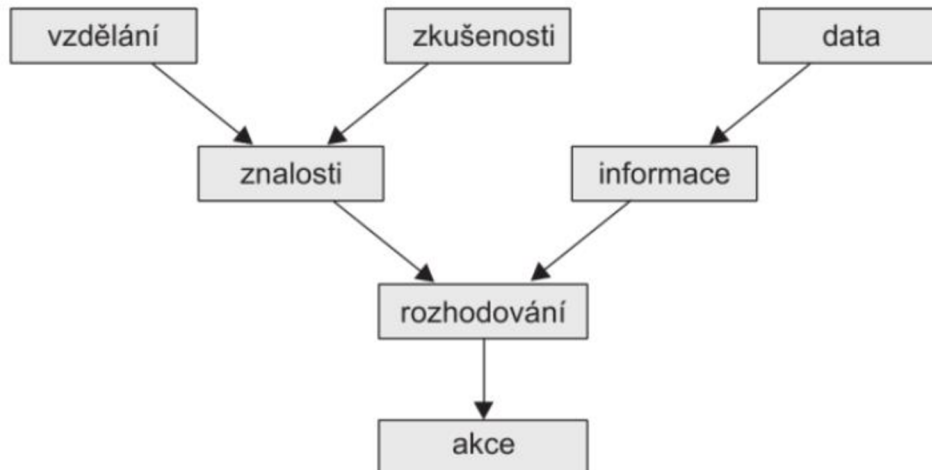 vzdělání
zkušenosti
data
znalosti
informace
rozhodování
akce